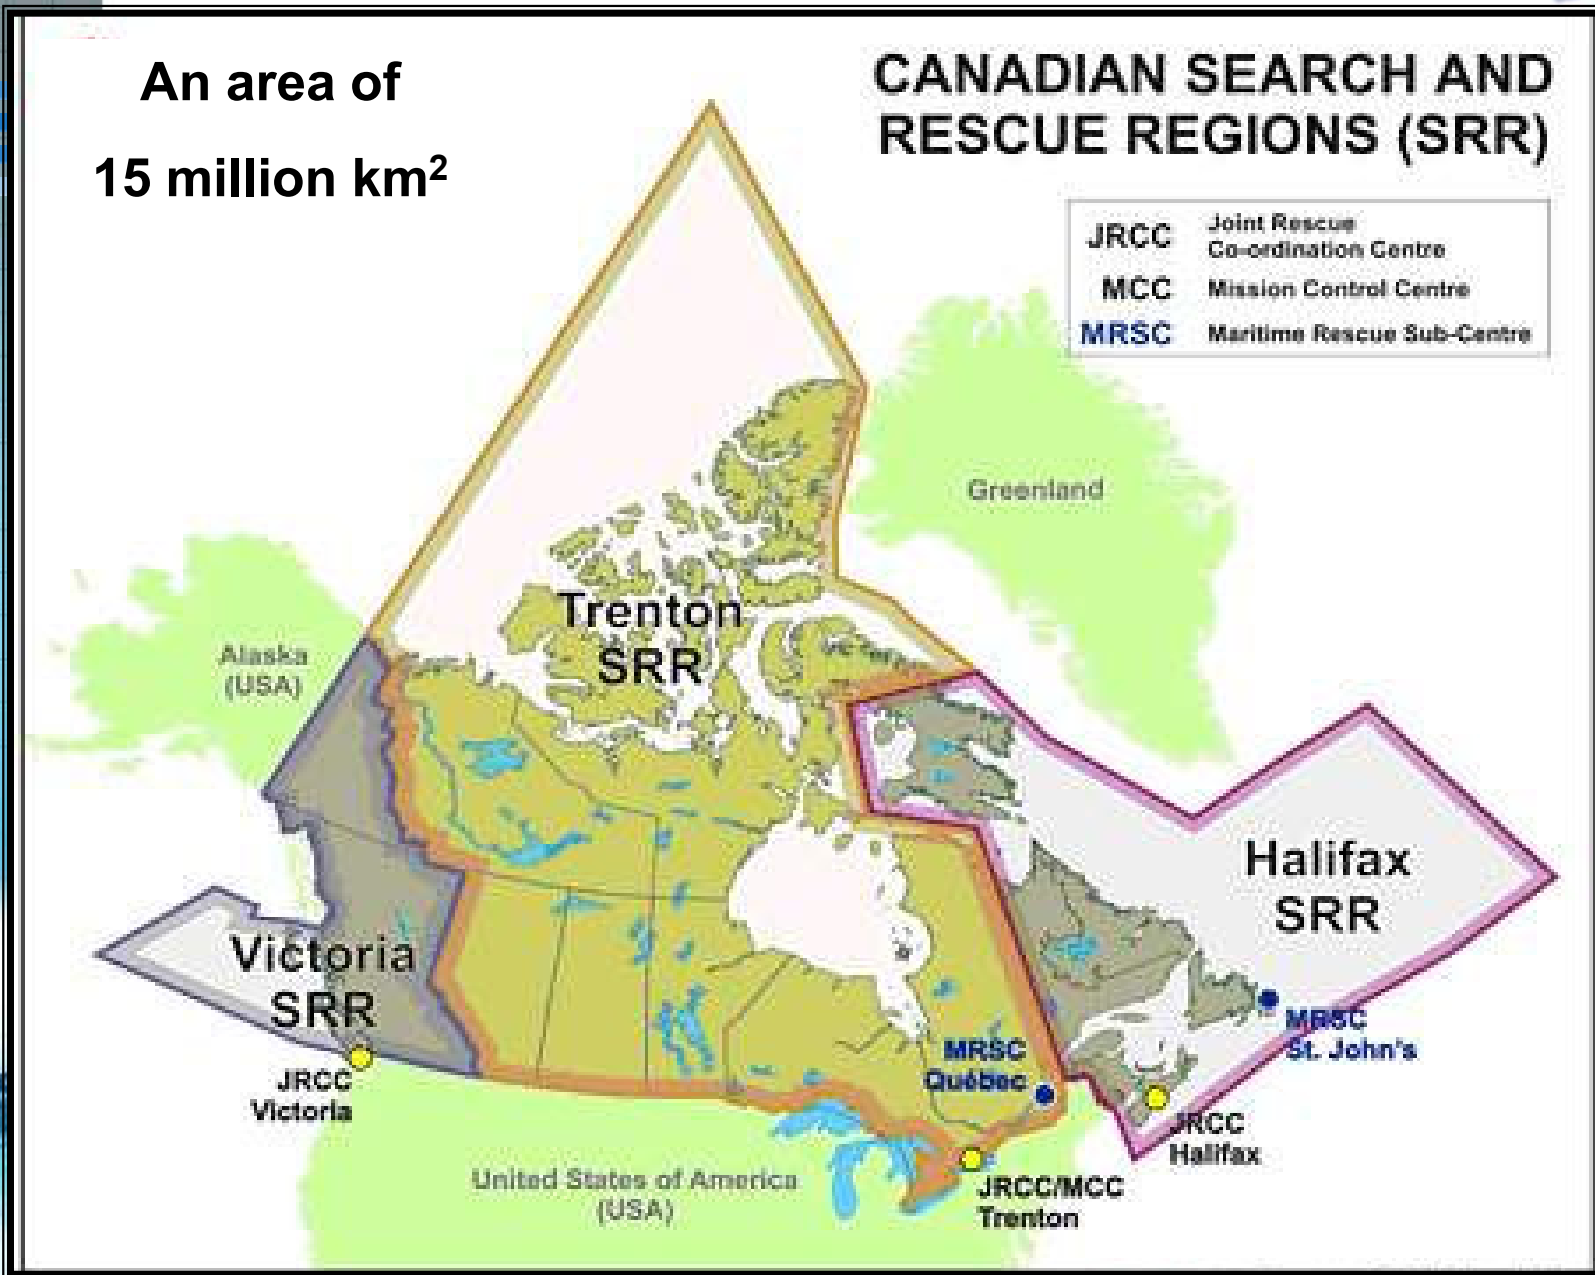 An area of
15 million km²
CANADIAN SEARCH AND
RESCUE REGIONS (SRR)
JRCC Joint Rescue
Co-ordination Centre
MCC Mission Control Centre
MRSC Maritime Rescue Sub-Centre
Greenland
Trenton
SRR
Alaska
(USA)
Halifax
SRR
Victoria
SRR
MRSC
St. John's
MRSC
Québec
JRCC
Victoria
JRCC
Halifax
United States of America
(USA)
JRCC/MCC
Trenton